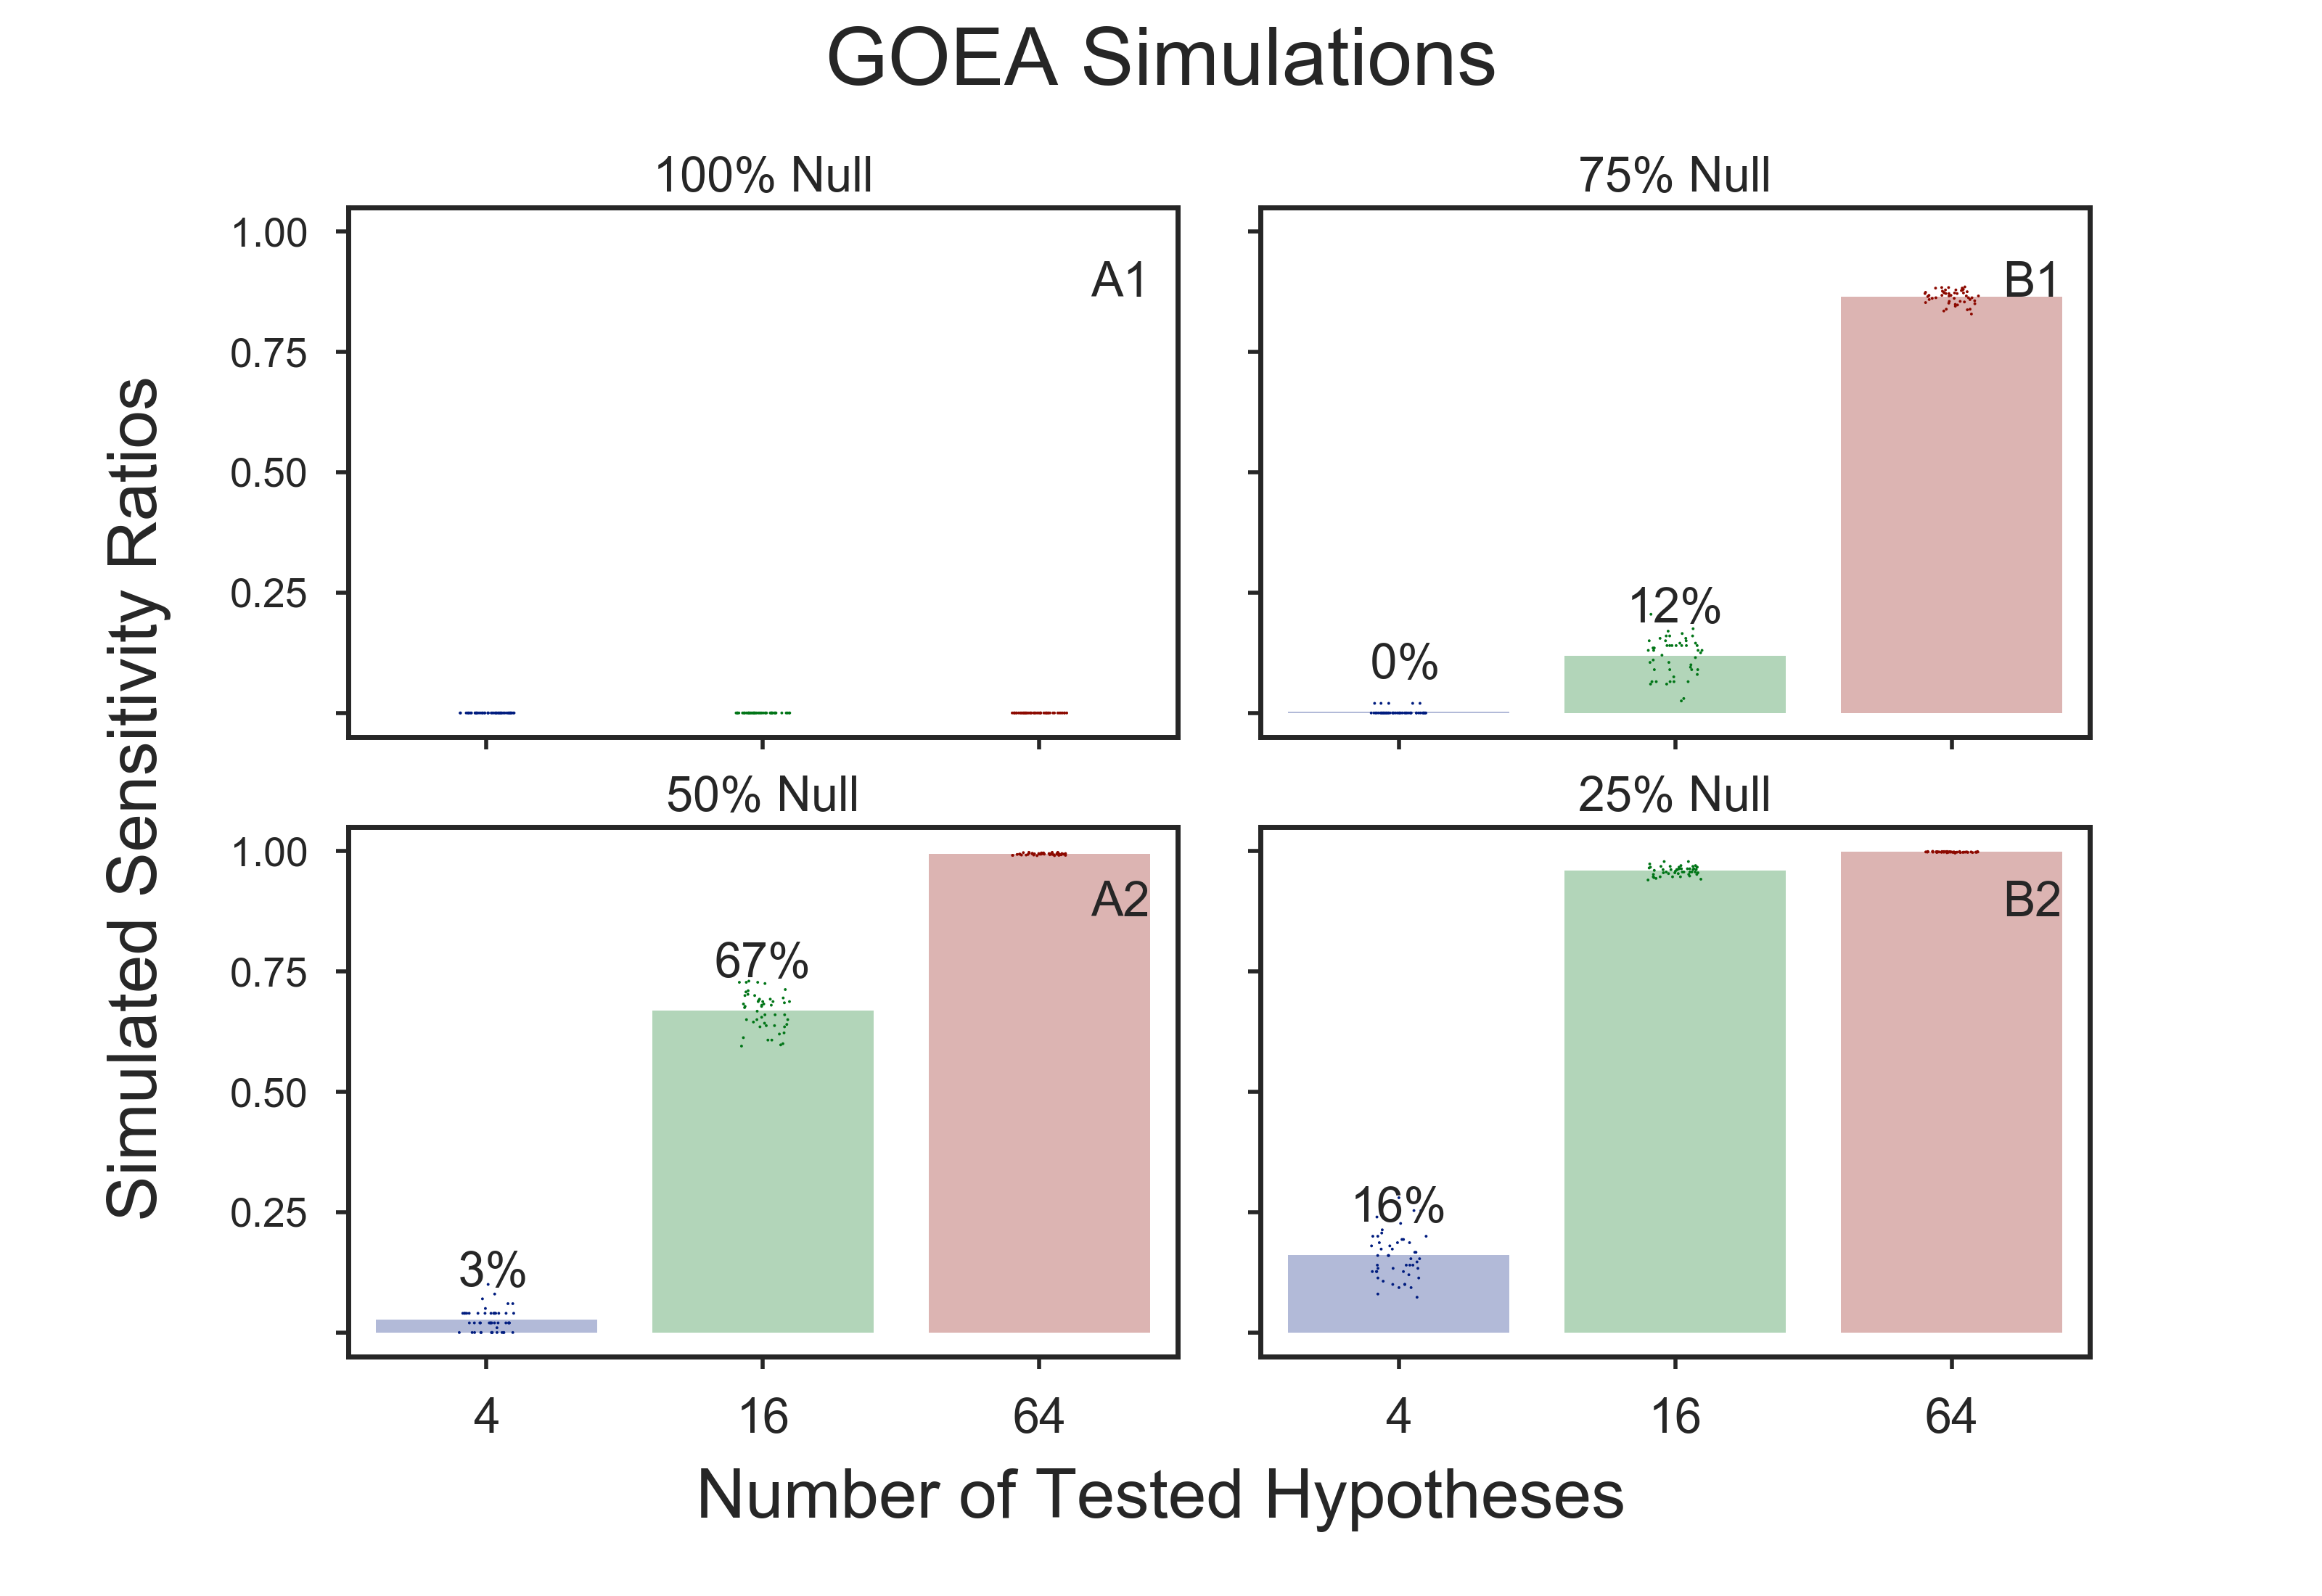 GOEA Simulations
100% Null
75% Null
1.00
0.75
0.50
0.25
A1
B1
12%
0%
50% Null
25% Null
1.00
0.75
0.50
0.25
A2
67%
3%
B2
16%
4 16 64
4 16 64
Simulated Sensitivity Ratios
Number of Tested Hypotheses